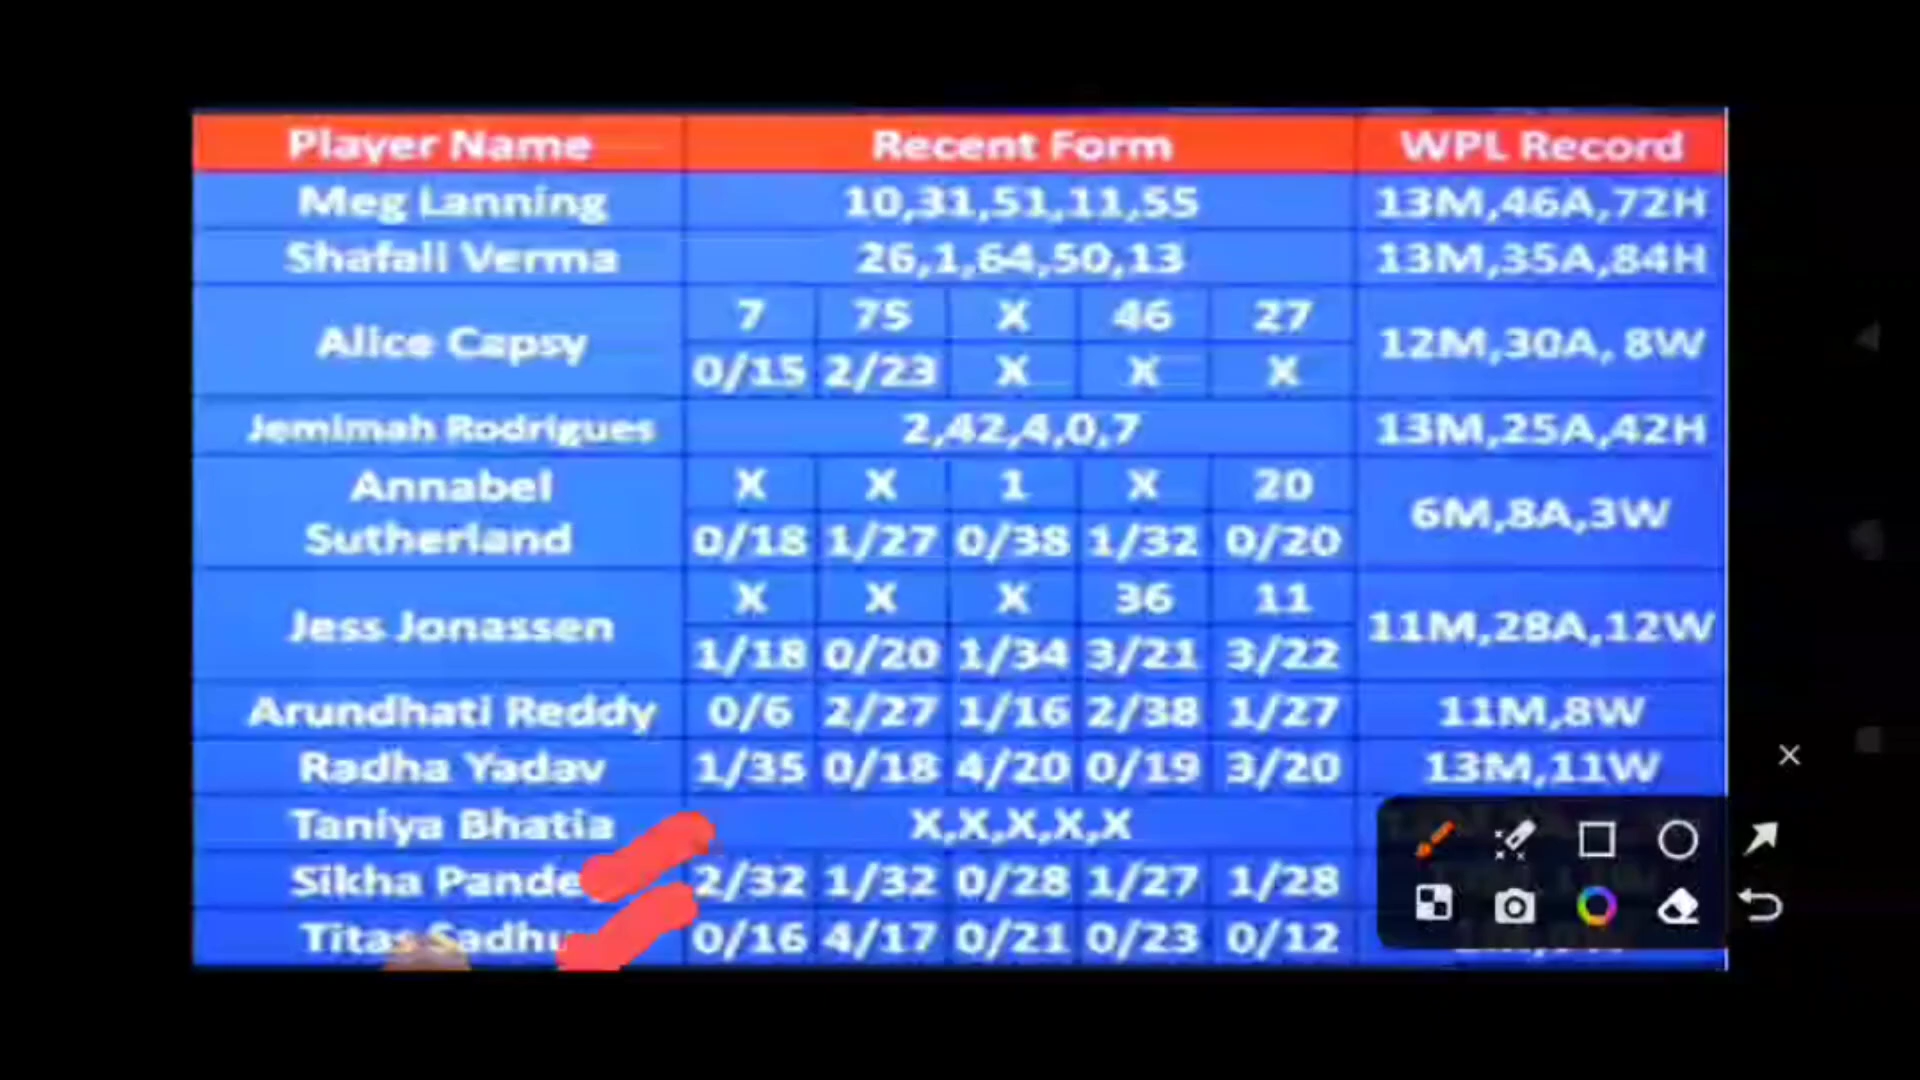 Player Name Recent Form WPL Record
Meg Lanning 10,31,51,11,55 13M,46A,72H
Shafali Verma 26,1,64,50,13 13M,35A,84H
Alice Capsy 7 75 X 46 27 12M,30A, 8W
0/15 2/23 X X X
Jemimah Rodrigues 2,42,4,0,7 13M,25A,42H
Annabel Sutherland X X 1 X 20 6M,8A,3W
0/18 1/27 0/38 1/32 0/20
Jess Jonassen X X X 36 11 11M,28A,12W
1/18 0/20 1/34 3/21 3/22
Arundhati Reddy 0/6 2/27 1/16 2/38 1/27 11M,8W
Radha Yadav 1/35 0/18 4/20 0/19 3/20 13M,11W
Taniya Bhatia X,X,X,X,X
Sikha Pande 2/32 1/32 0/28 1/27 1/28
Titas Sadhu 0/16 4/17 0/21 0/23 0/12